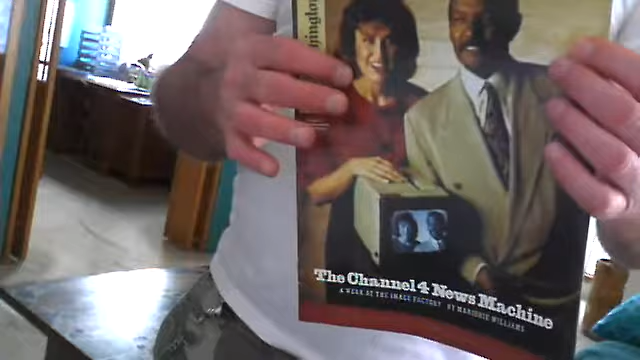 The Channel 4 News Machine
A WEEK AT THE IMAGE FACTORY BY MARJORIE WILLIAMS